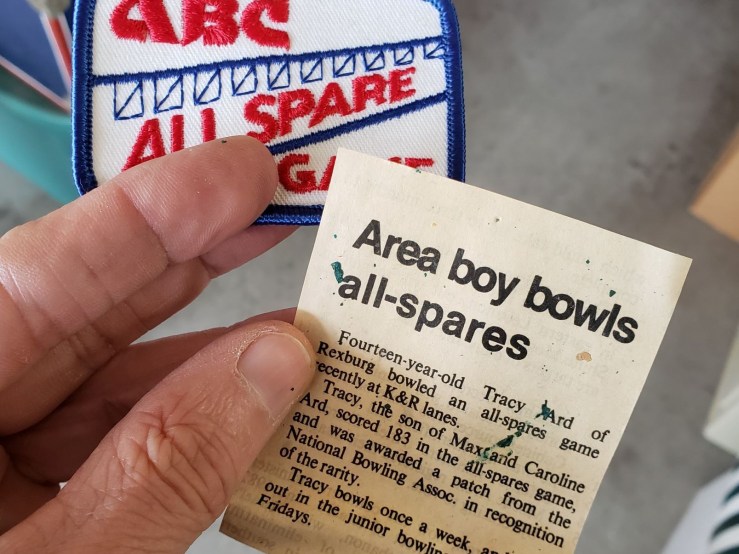 ABC
ALL SPARE
Area boy bowls
all-spares
Fourteen-year-old Tracy Ard of
Rexburg bowled an all-spares game
recently at K&R lanes.
Tracy, the son of Max and Caroline
Ard, scored 183 in the all-spares game,
and was awarded a patch from the
National Bowling Assoc. in recognition
of the rarity.
Tracy bowls once a week,
out in the junior
Fridays.